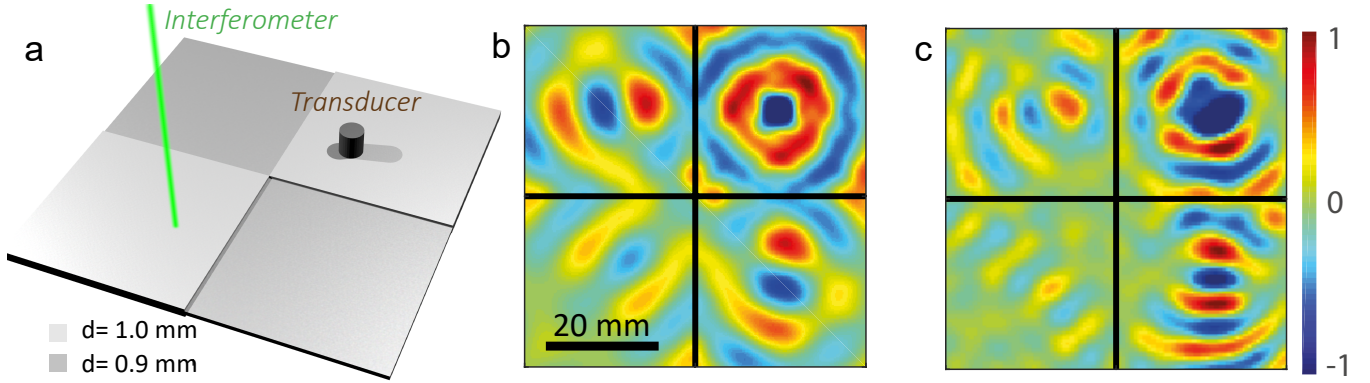 a
Interferometer
Transducer
d= 1.0 mm
d= 0.9 mm
b
20 mm
c
1
0
-1